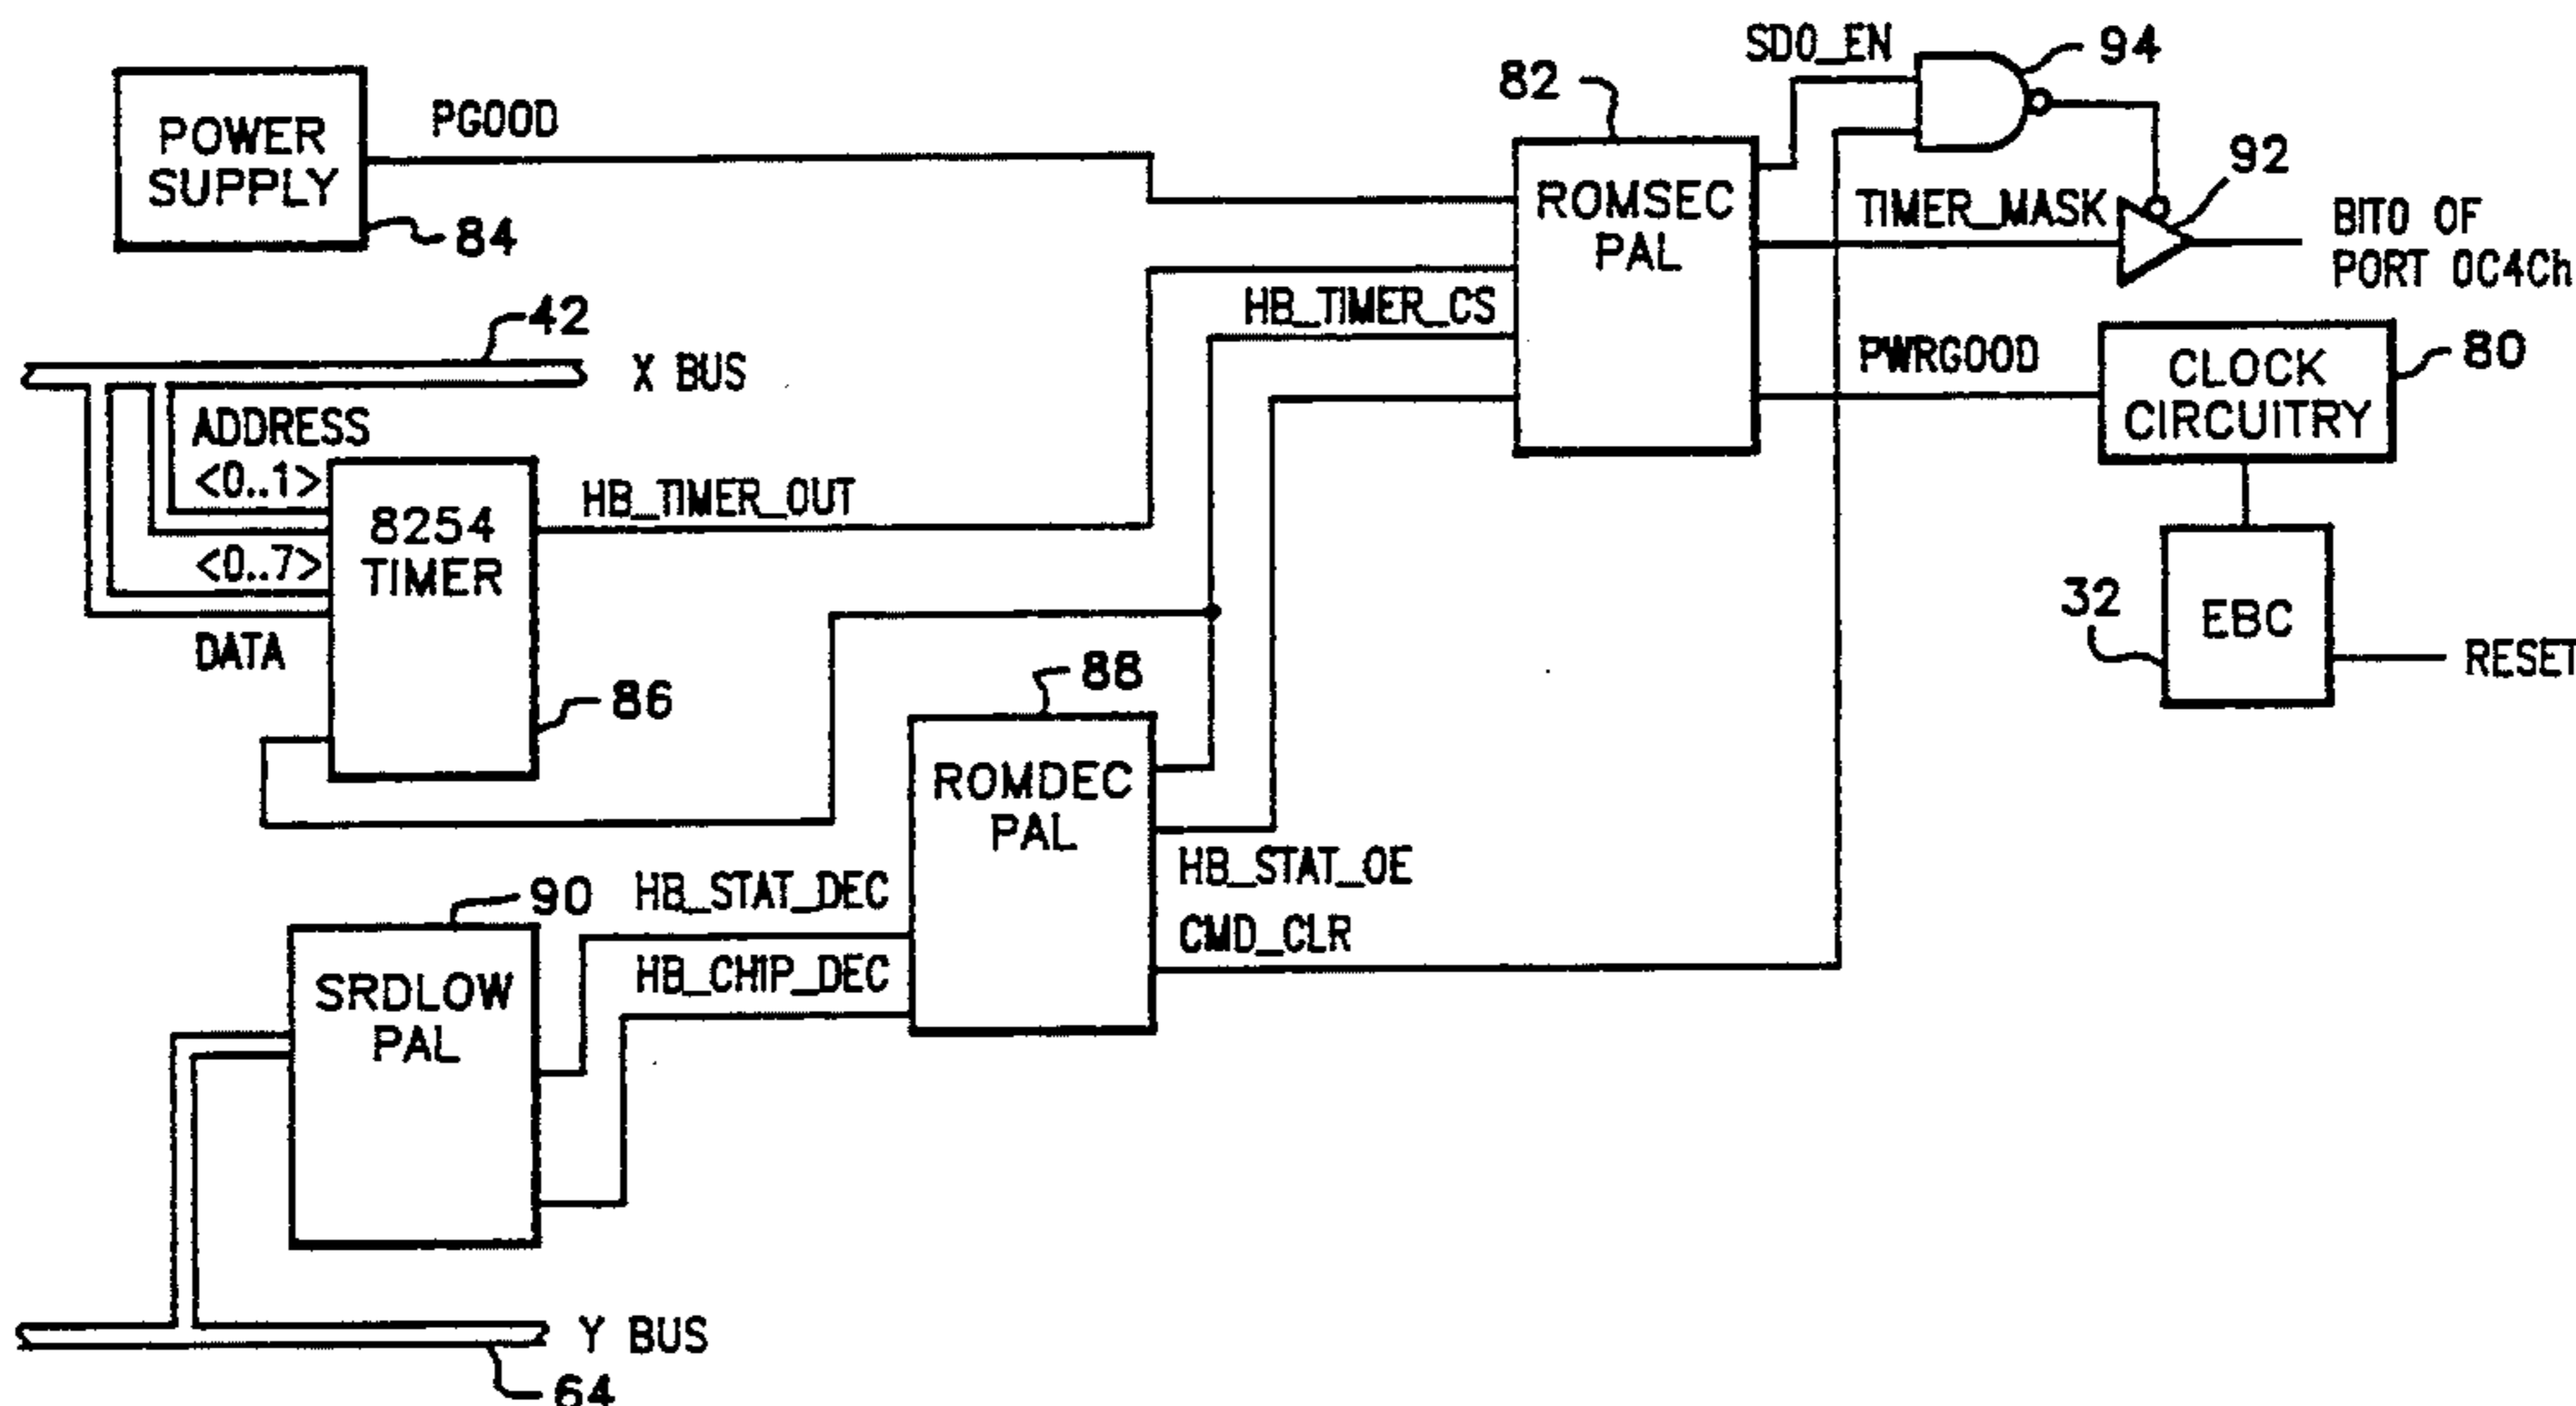 SD0_EN
94
82
POWER
SUPPLY
PGOOD
84
ROMSEC
PAL
TIMER_MASK
92
BIT0 OF
PORT 0C4Ch
42
X BUS
HB_TIMER_CS
PWRGOOD
CLOCK
CIRCUITRY
80
ADDRESS
<0..1>
8254
TIMER
<0..7>
DATA
HB_TIMER_OUT
86
32
EBC
RESET
88
ROMDEC
PAL
HB_STAT_OE
CMD_CLR
90
HB_STAT_DEC
HB_CHIP_DEC
SRDLOW
PAL
Y BUS
64